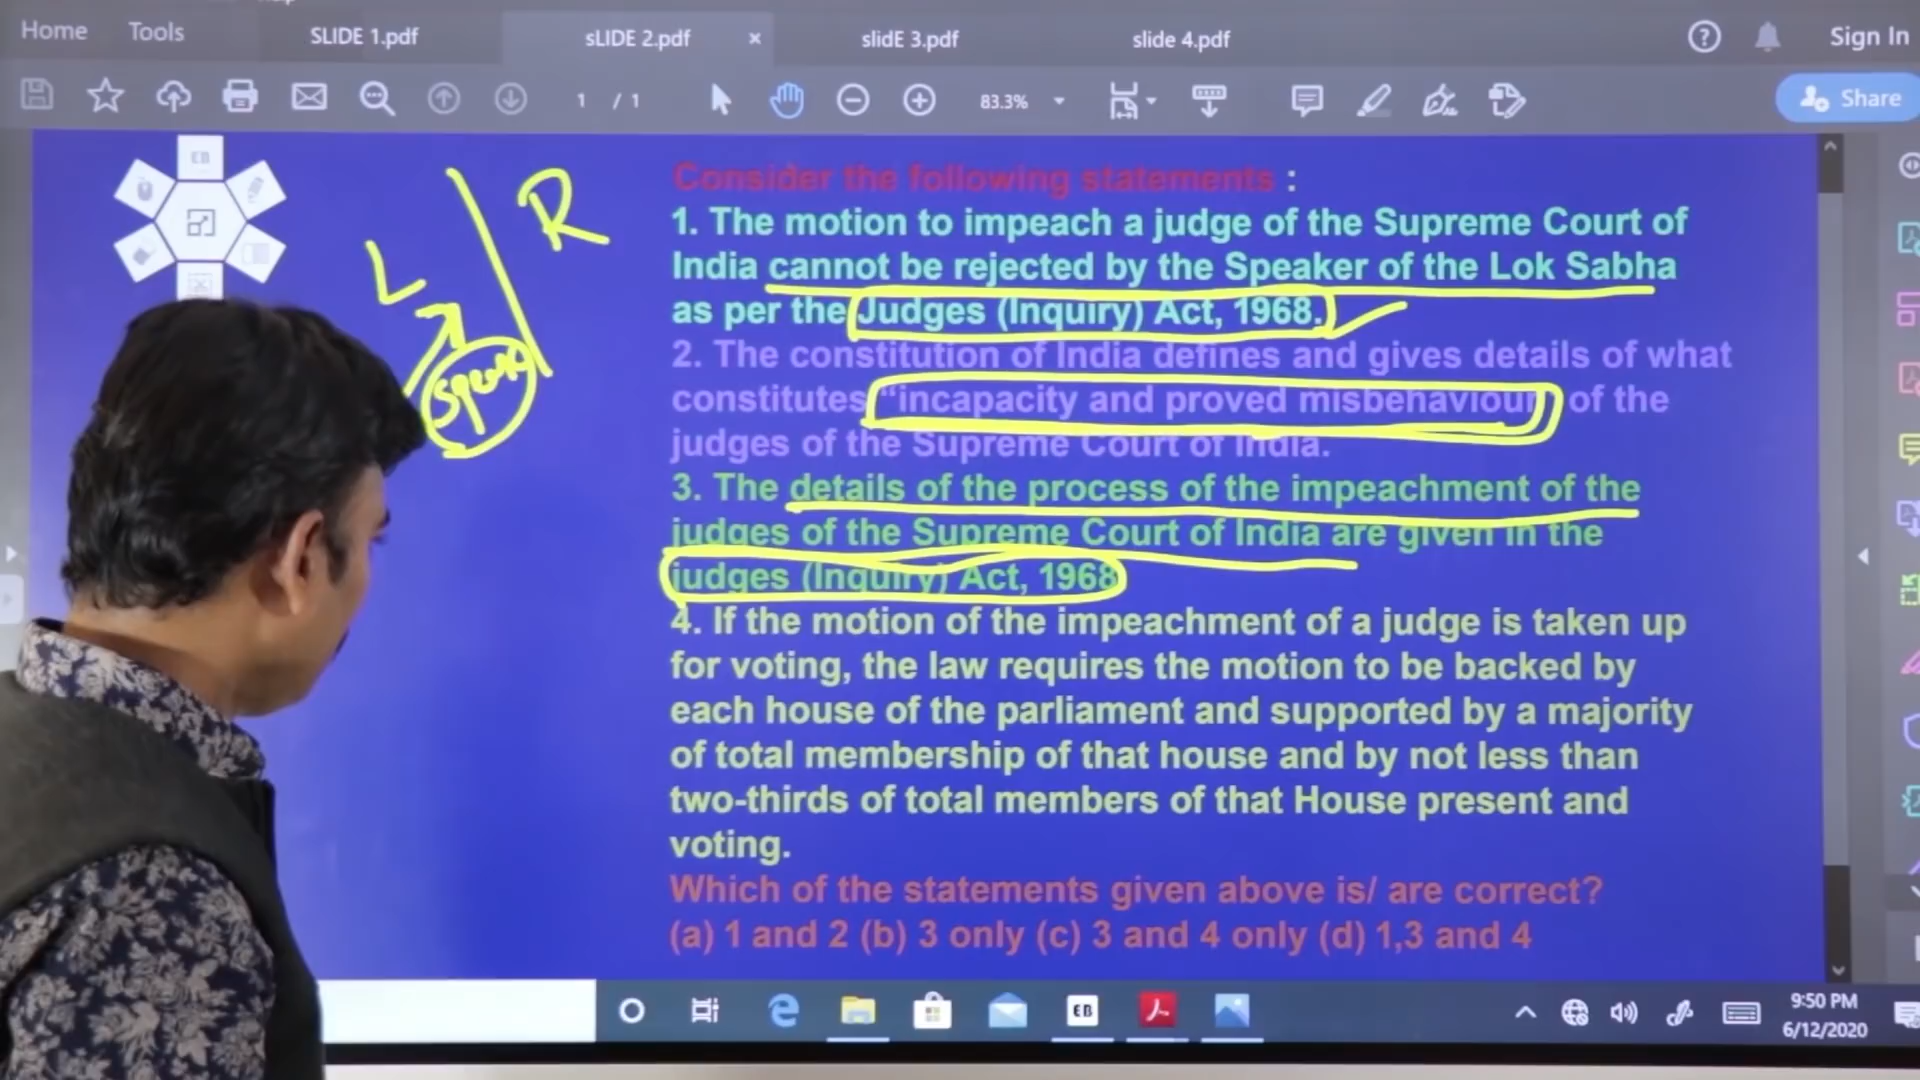 Home Tools SLIDE 1.pdf sLIDE 2.pdf × slidE 3.pdf slide 4.pdf Sign In
1 / 1 83.3% Share
EB
L R
Consider the following statements :
1. The motion to impeach a judge of the Supreme Court of
India cannot be rejected by the Speaker of the Lok Sabha
as per the Judges (Inquiry) Act, 1968.
2. The constitution of India defines and gives details of what
constitutes "incapacity and proved misbehaviour of the
judges of the Supreme Court of India.
3. The details of the process of the impeachment of the
judges of the Supreme Court of India are given in the
judges (Inquiry) Act, 1968
4. If the motion of the impeachment of a judge is taken up
for voting, the law requires the motion to be backed by
each house of the parliament and supported by a majority
of total membership of that house and by not less than
two-thirds of total members of that House present and
voting.
Which of the statements given above is/ are correct?
(a) 1 and 2 (b) 3 only (c) 3 and 4 only (d) 1,3 and 4
EB 9:50 PM
6/12/2020